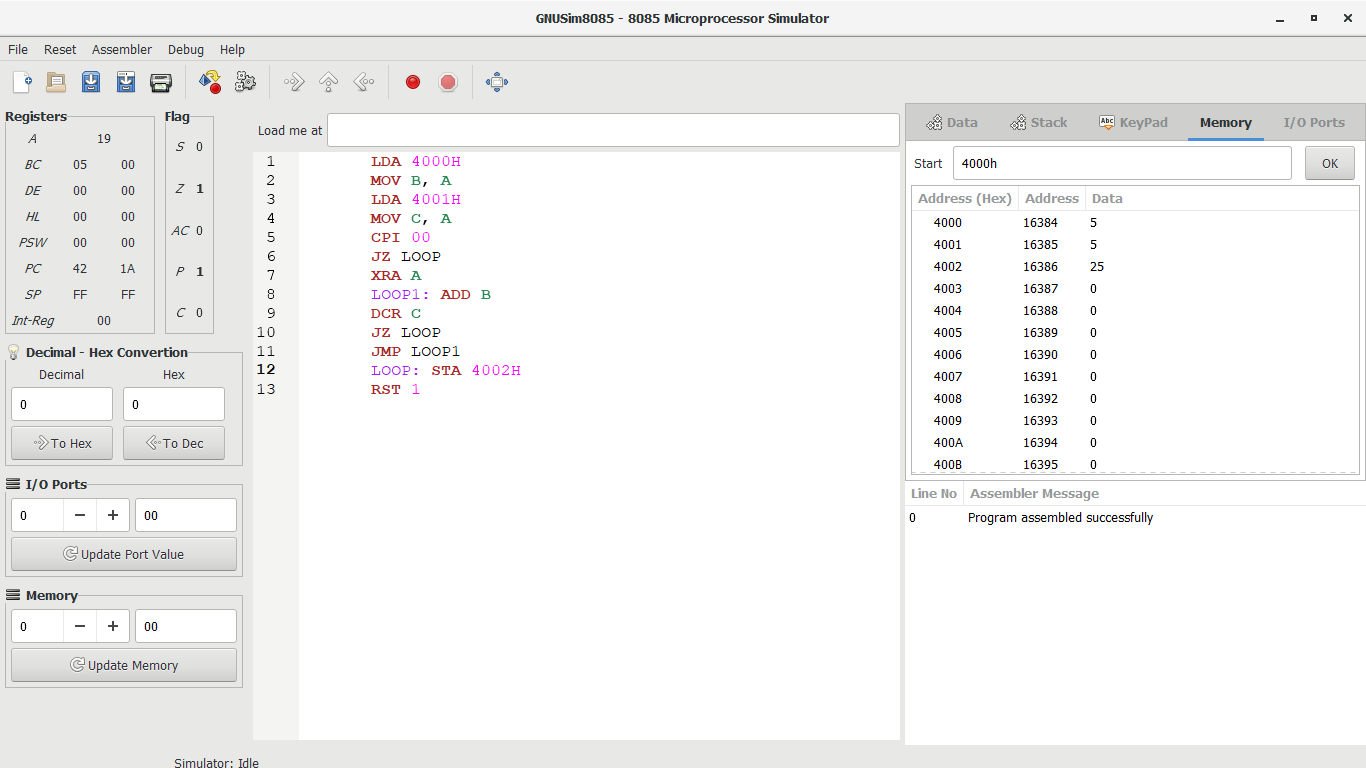 GNUSim8085 - 8085 Microprocessor Simulator
File Reset Assembler Debug Help
Registers
A 19
BC 05 00
DE 00 00
HL 00 00
PSW 00 00
PC 42 1A
SP FF FF
Int-Reg 00
Flag
S 0
Z 1
AC 0
P 1
C 0
Decimal - Hex Convertion
Decimal Hex
0 0
To Hex To Dec
I/O Ports
0 − + 00
Update Port Value
Memory
0 − + 00
Update Memory
Load me at
1 LDA 4000H
2 MOV B, A
3 LDA 4001H
4 MOV C, A
5 CPI 00
6 JZ LOOP
7 XRA A
8 LOOP1: ADD B
9 DCR C
10 JZ LOOP
11 JMP LOOP1
12 LOOP: STA 4002H
13 RST 1
Data Stack Abc KeyPad Memory I/O Ports
Start 4000h OK
Address (Hex) Address Data
4000 16384 5
4001 16385 5
4002 16386 25
4003 16387 0
4004 16388 0
4005 16389 0
4006 16390 0
4007 16391 0
4008 16392 0
4009 16393 0
400A 16394 0
400B 16395 0
Line No Assembler Message
0 Program assembled successfully
Simulator: Idle